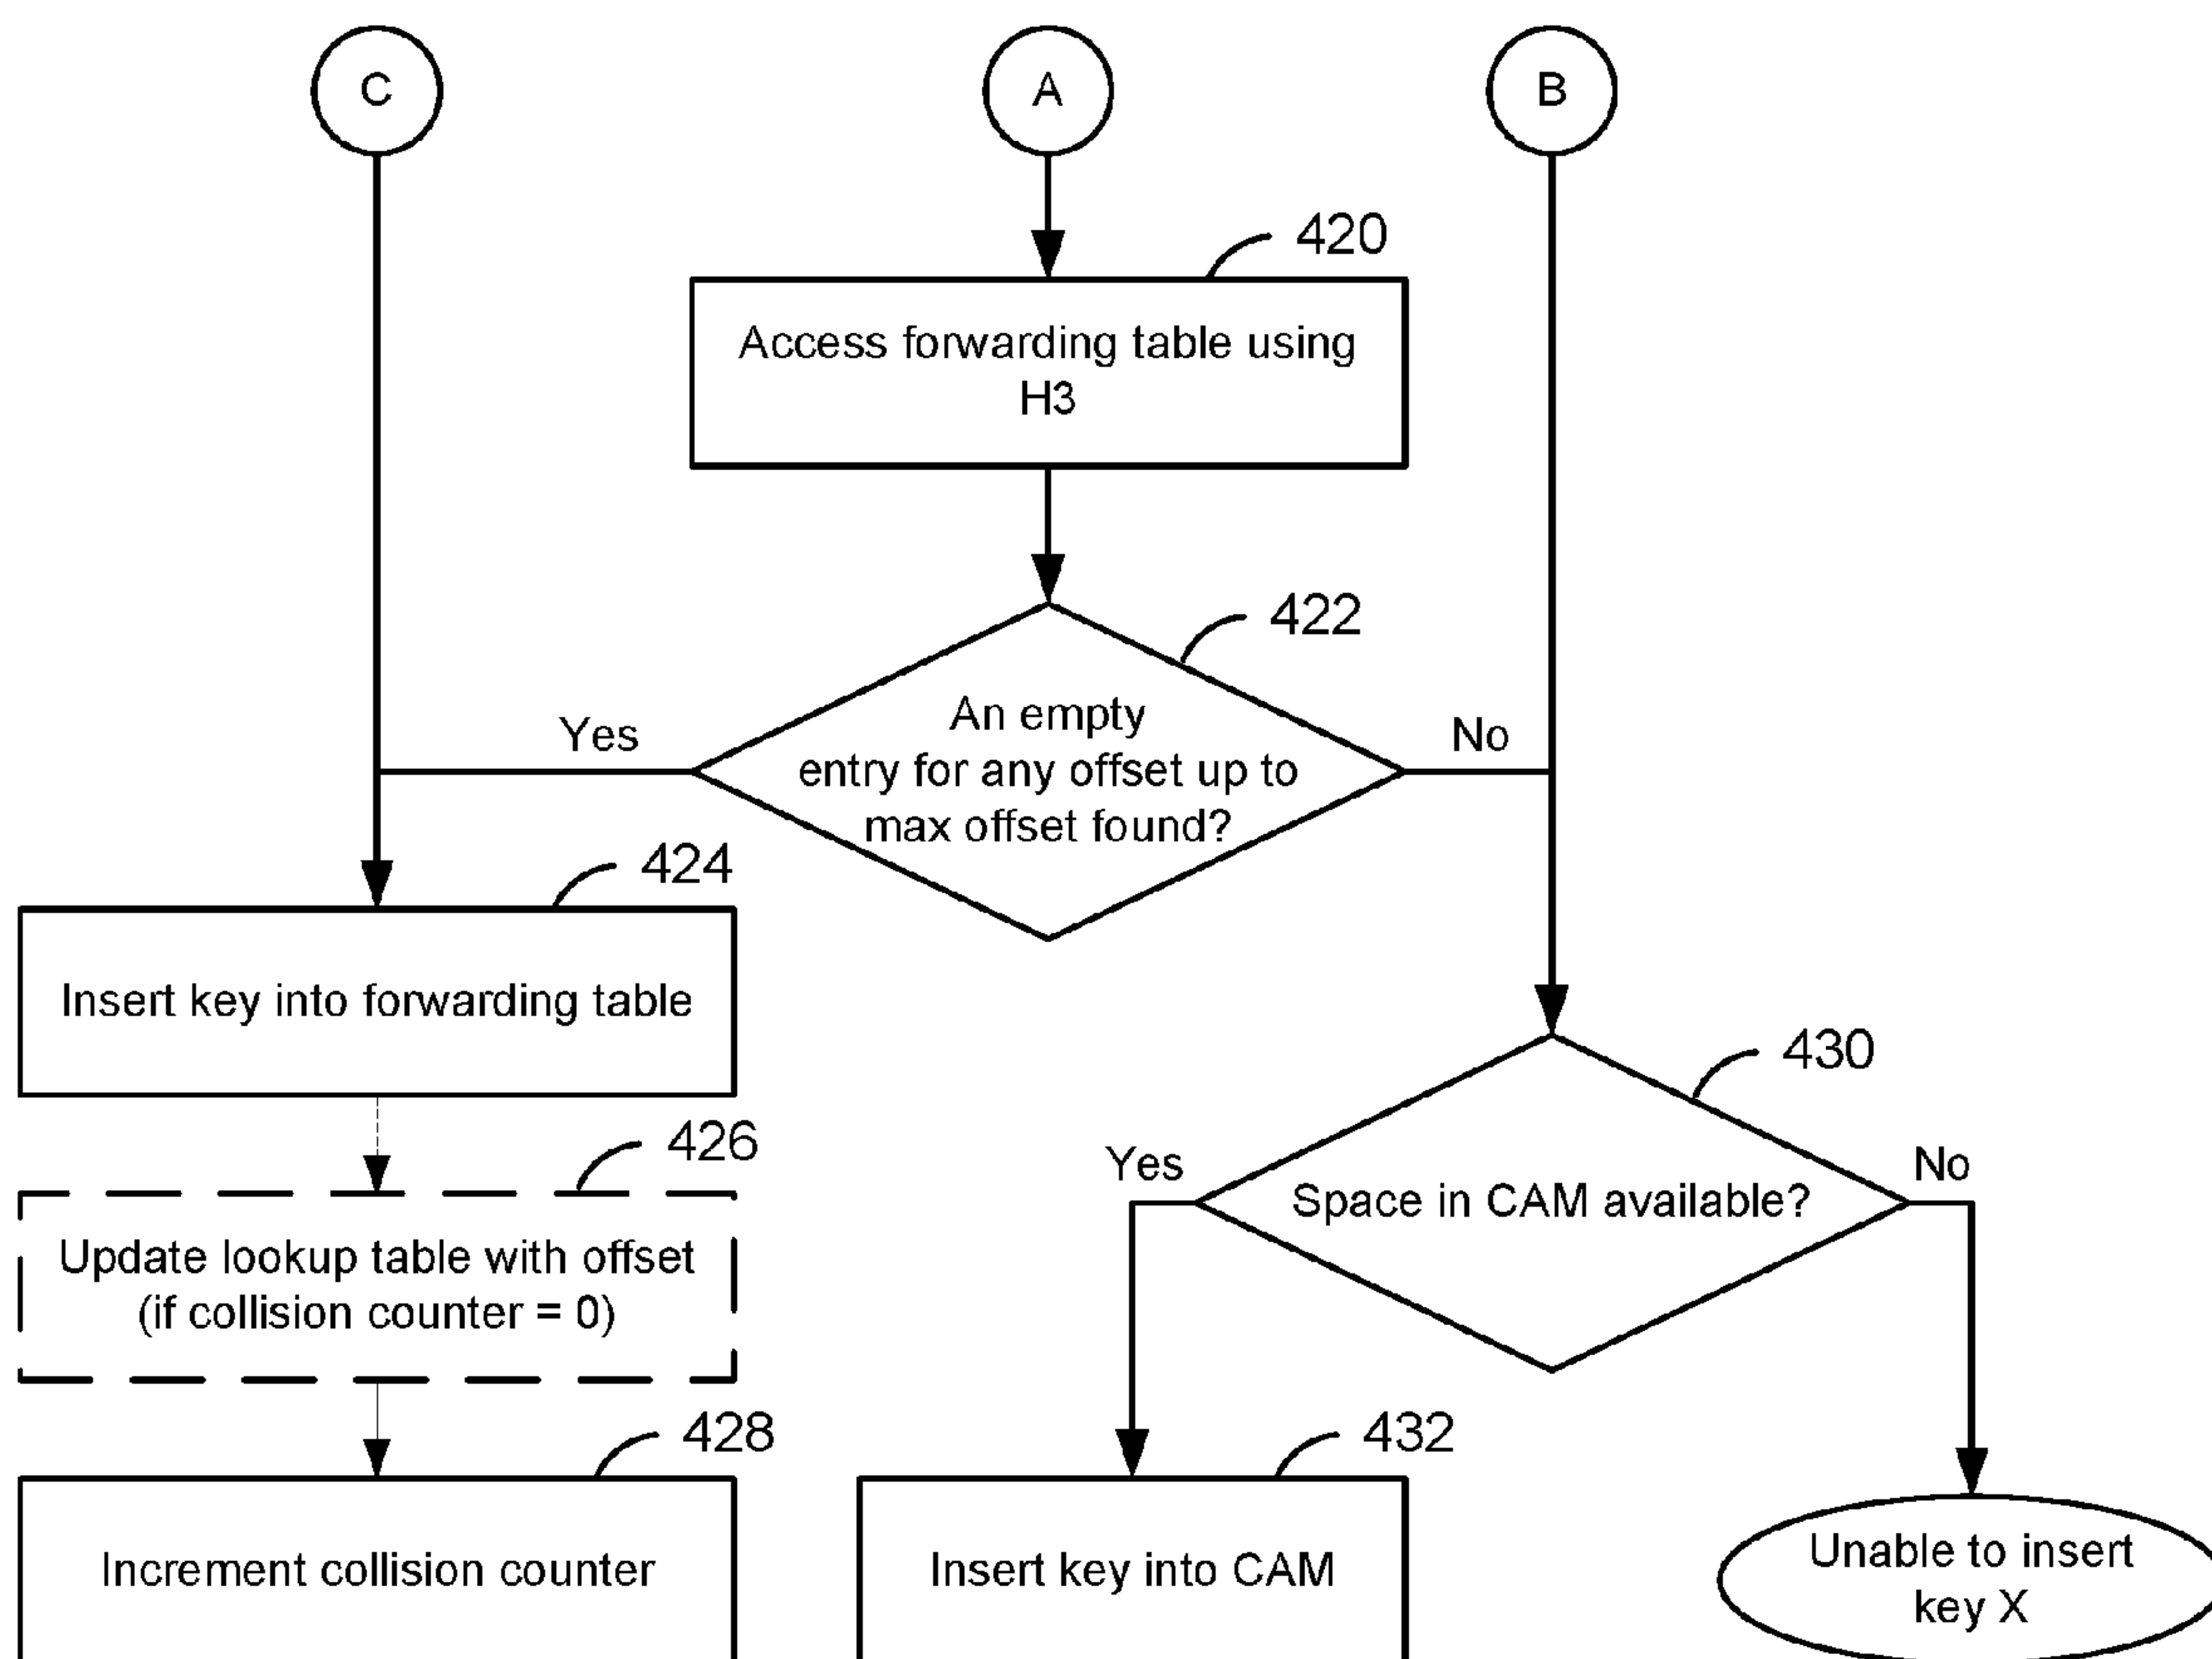 C
A
B
420
Access forwarding table using
H3
422
An empty
entry for any offset up to
max offset found?
Yes
No
424
Insert key into forwarding table
430
Space in CAM available?
Yes
No
426
Update lookup table with offset
(if collision counter = 0)
428
Increment collision counter
432
Insert key into CAM
Unable to insert
key X